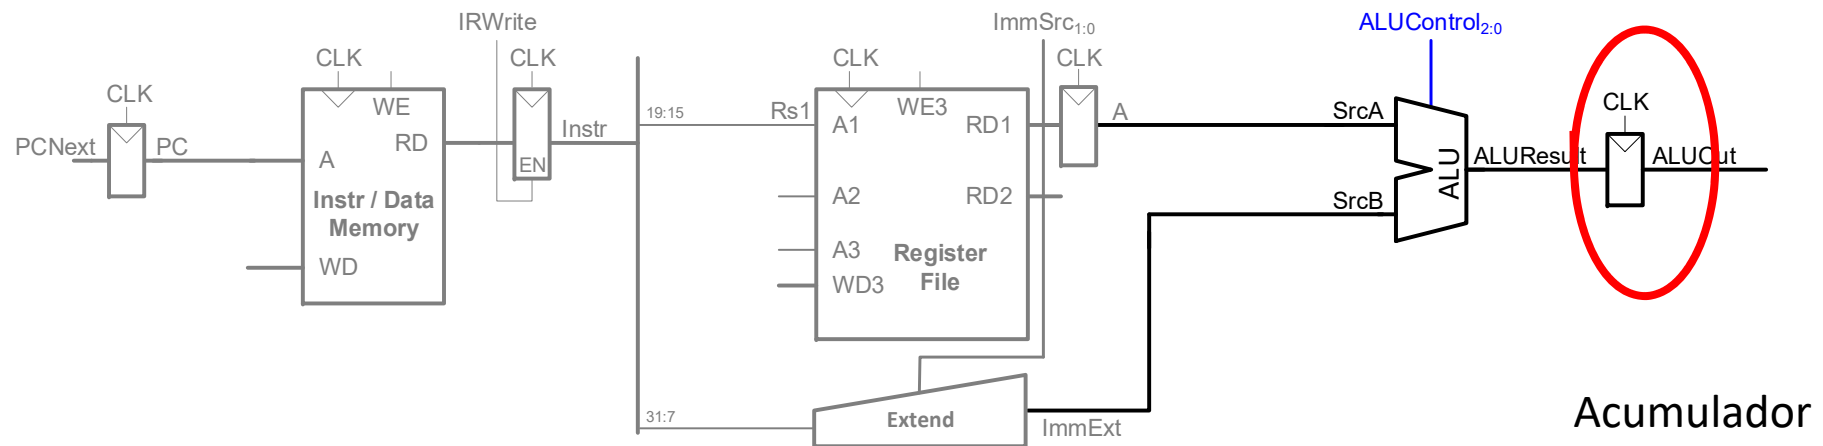 IRWrite
ImmSrc1:0
ALUControl2:0
CLK
CLK
CLK
CLK
CLK
CLK
PCNext
PC
WE
RD
A
Instr / Data
Memory
WD
EN
Instr
19:15
Rs1
A1
WE3
RD1
A
A2
RD2
A3
WD3
Register
File
SrcA
SrcB
ALU
ALUResult
ALUOut
31:7
Extend
ImmExt
Acumulador